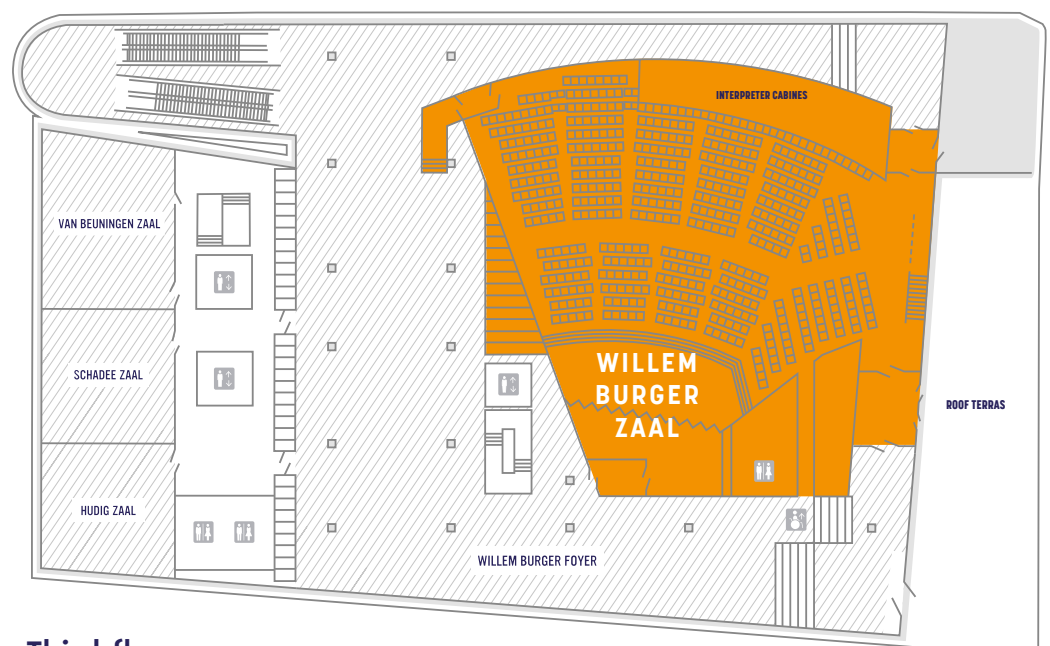 INTERPRETER CABINES
VAN BEUNINGEN ZAAL
SCHADEE ZAAL
WILLEM
BURGER
ZAAL
ROOF TERRAS
HUDIG ZAAL
WILLEM BURGER FOYER